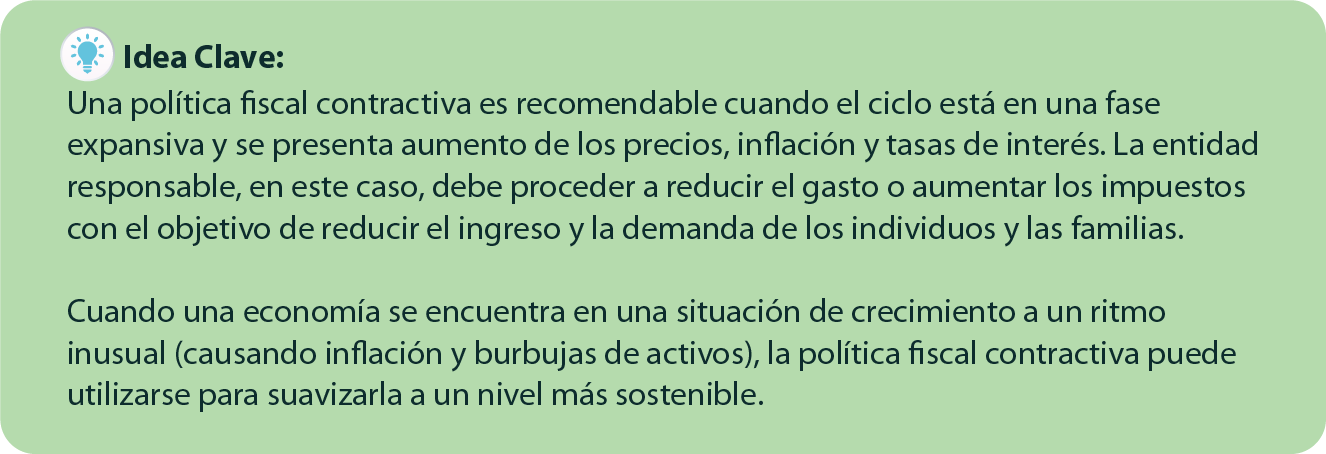 Idea Clave:
Una política fiscal contractiva es recomendable cuando el ciclo está en una fase
expansiva y se presenta aumento de los precios, inflación y tasas de interés. La entidad
responsable, en este caso, debe proceder a reducir el gasto o aumentar los impuestos
con el objetivo de reducir el ingreso y la demanda de los individuos y las familias.
Cuando una economía se encuentra en una situación de crecimiento a un ritmo
inusual (causando inflación y burbujas de activos), la política fiscal contractiva puede
utilizarse para suavizarla a un nivel más sostenible.